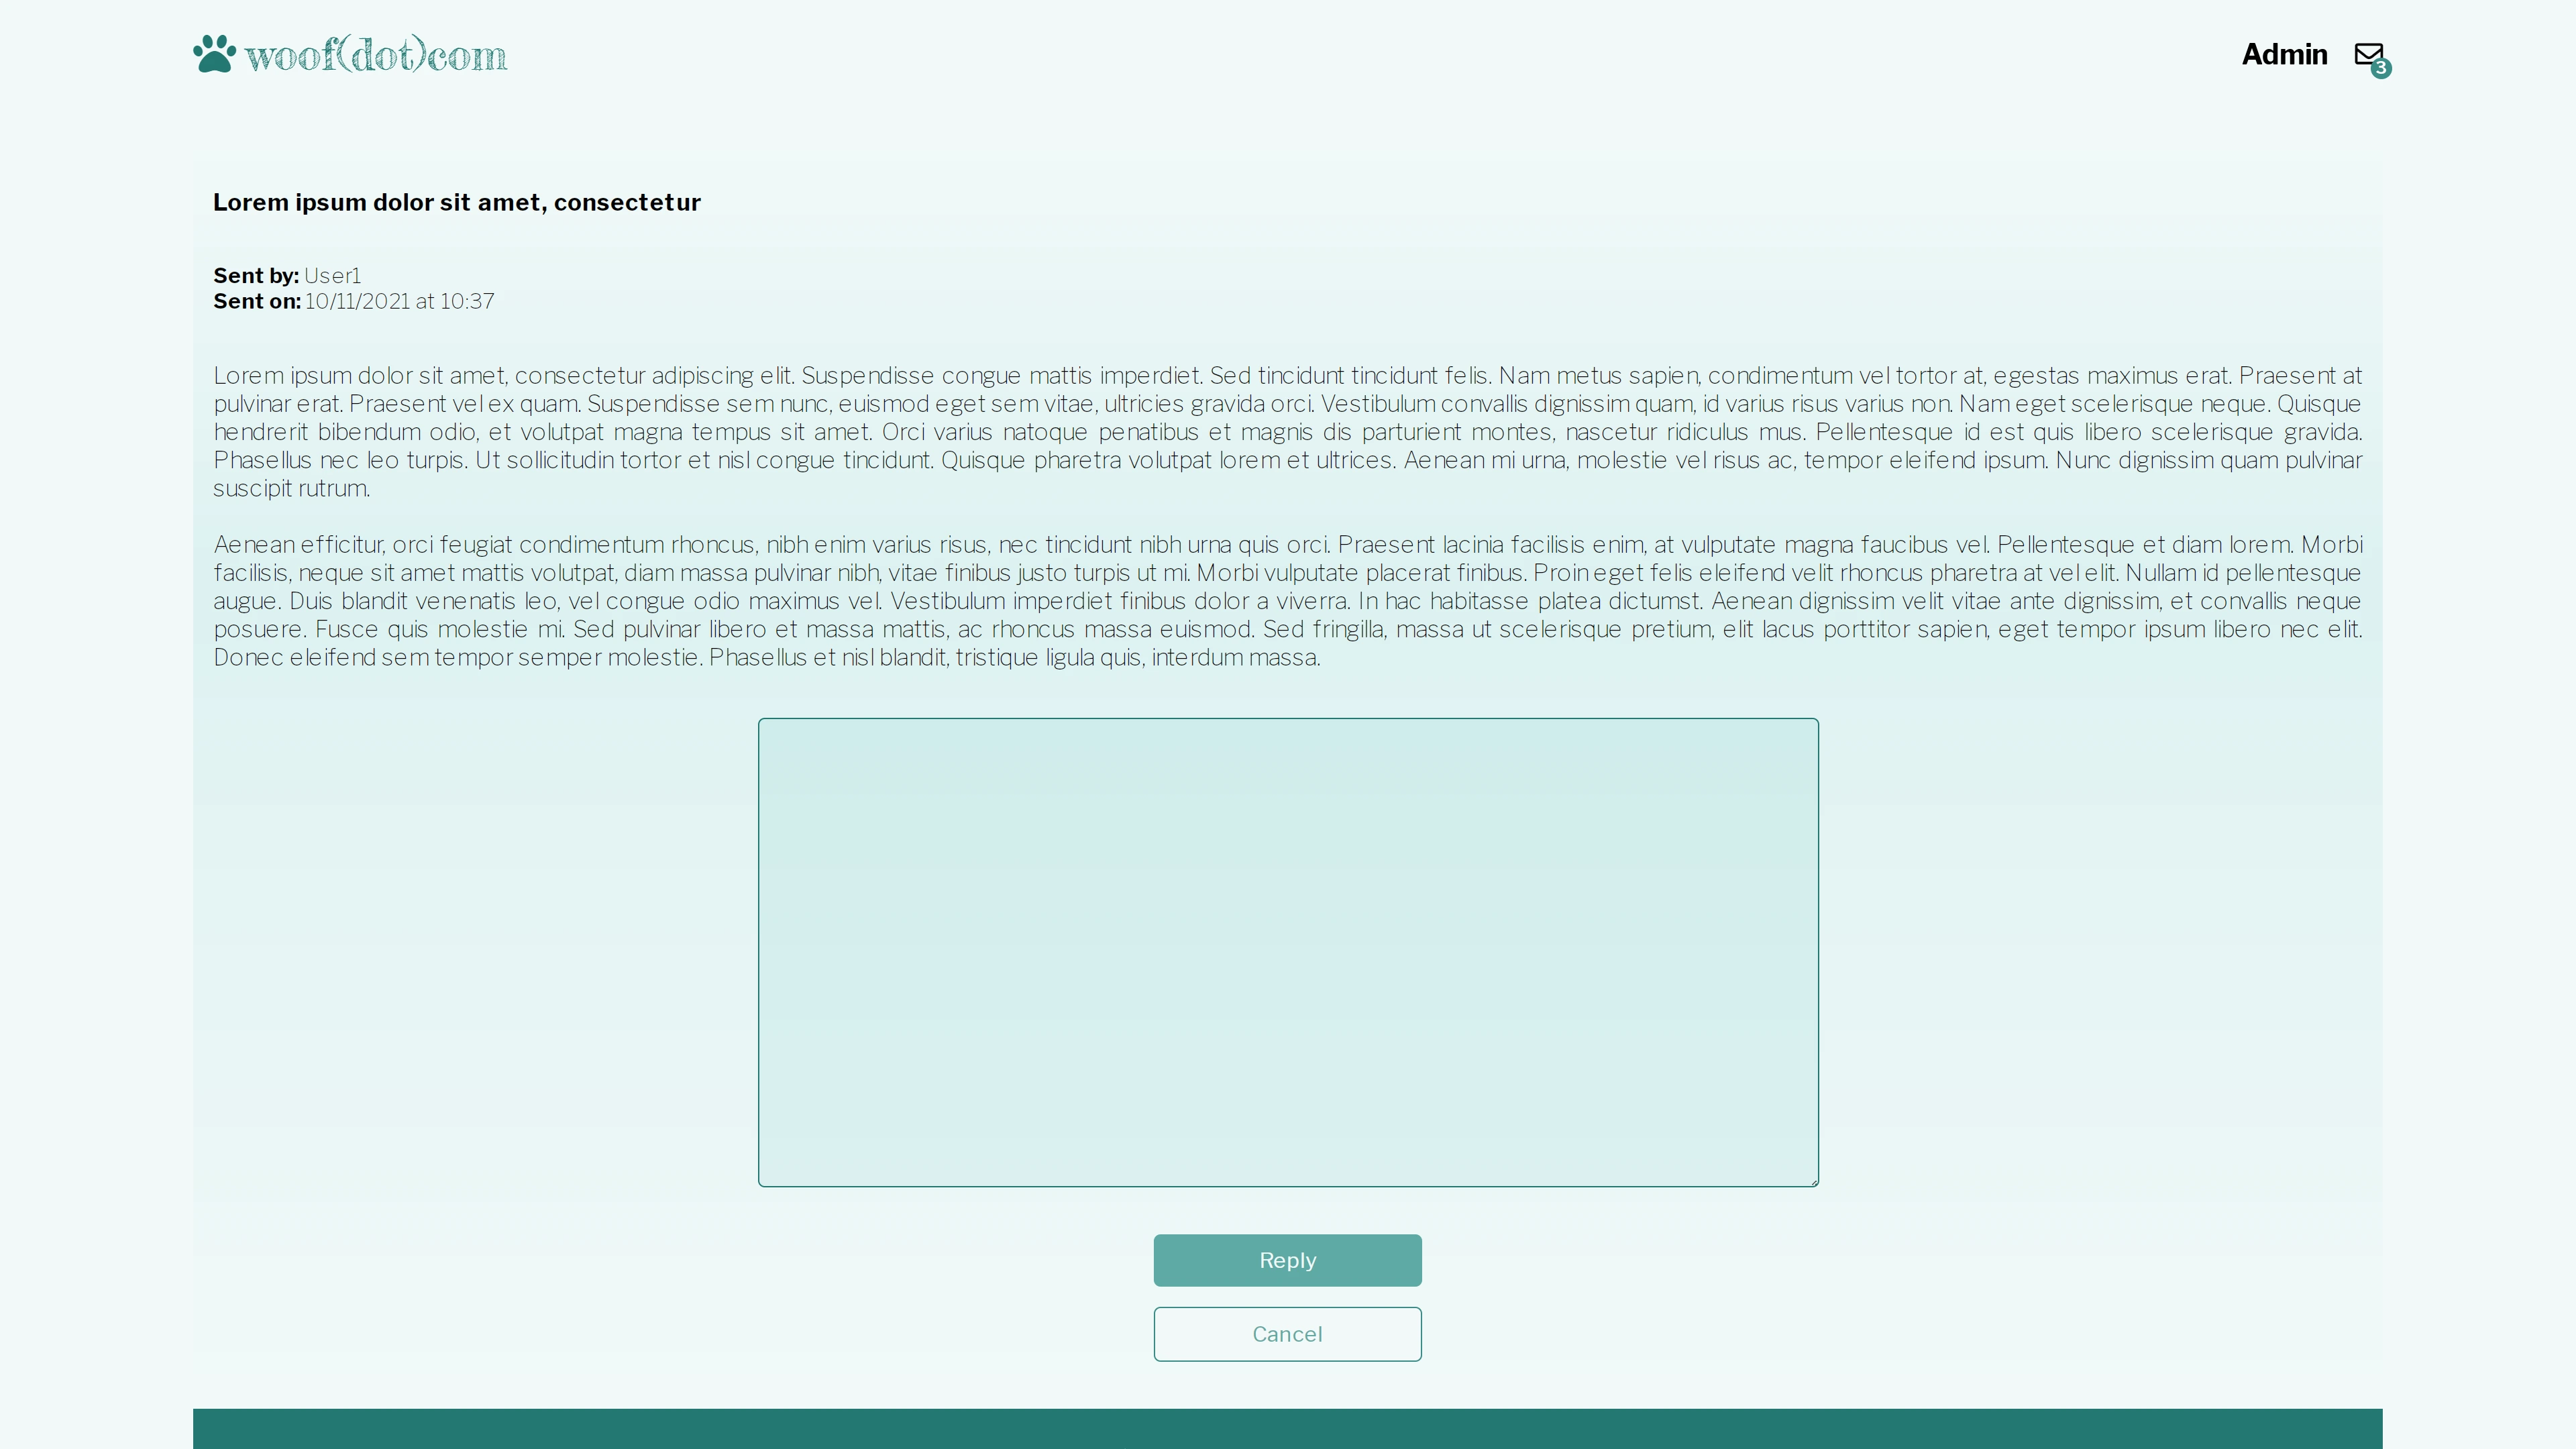 woof(dot)com
Admin
3
Lorem ipsum dolor sit amet, consectetur
Sent by: User1
Sent on: 10/11/2021 at 10:37
Lorem ipsum dolor sit amet, consectetur adipiscing elit. Suspendisse congue mattis imperdiet. Sed tincidunt tincidunt felis. Nam metus sapien, condimentum vel tortor at, egestas maximus erat. Praesent at
pulvinar erat. Praesent vel ex quam. Suspendisse sem nunc, euismod eget sem vitae, ultricies gravida orci. Vestibulum convallis dignissim quam, id varius risus varius non. Nam eget scelerisque neque. Quisque
hendrerit bibendum odio, et volutpat magna tempus sit amet. Orci varius natoque penatibus et magnis dis parturient montes, nascetur ridiculus mus. Pellentesque id est quis libero scelerisque gravida.
Phasellus nec leo turpis. Ut sollicitudin tortor et nisl congue tincidunt. Quisque pharetra volutpat lorem et ultrices. Aenean mi urna, molestie vel risus ac, tempor eleifend ipsum. Nunc dignissim quam pulvinar
suscipit rutrum.
Aenean efficitur, orci feugiat condimentum rhoncus, nibh enim varius risus, nec tincidunt nibh urna quis orci. Praesent lacinia facilisis enim, at vulputate magna faucibus vel. Pellentesque et diam lorem. Morbi
facilisis, neque sit amet mattis volutpat, diam massa pulvinar nibh, vitae finibus justo turpis ut mi. Morbi vulputate placerat finibus. Proin eget felis eleifend velit rhoncus pharetra at vel elit. Nullam id pellentesque
augue. Duis blandit venenatis leo, vel congue odio maximus vel. Vestibulum imperdiet finibus dolor a viverra. In hac habitasse platea dictumst. Aenean dignissim velit vitae ante dignissim, et convallis neque
posuere. Fusce quis molestie mi. Sed pulvinar libero et massa mattis, ac rhoncus massa euismod. Sed fringilla, massa ut scelerisque pretium, elit lacus porttitor sapien, eget tempor ipsum libero nec elit.
Donec eleifend sem tempor semper molestie. Phasellus et nisl blandit, tristique ligula quis, interdum massa.
Reply
Cancel